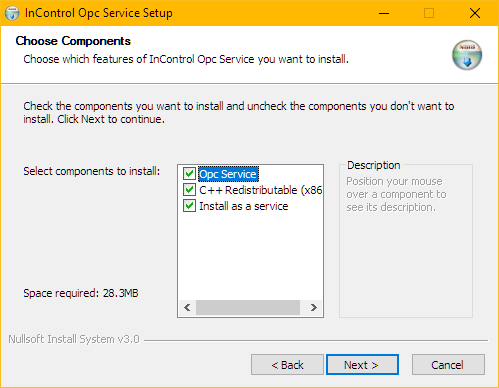 InControl Opc Service Setup
Choose Components
Choose which features of InControl Opc Service you want to install.
Check the components you want to install and uncheck the components you don't want to
install. Click Next to continue.
Select components to install:
Opc Service
C++ Redistributable (x86
Install as a service
Description
Position your mouse
over a component to
see its description.
Space required: 28.3MB
Nullsoft Install System v3.0
< Back
Next >
Cancel